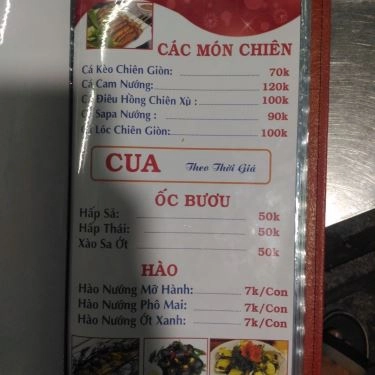 CÁC MÓN CHIÊN
Cá Kèo Chiên Giòn: 70k
Cá Cam Nướng: 120k
Cá Điêu Hồng Chiên Xù : 100k
Cá Sapa Nướng : 90k
Cá Lóc Chiên Giòn: 100k
CUA Theo Thời Giá
ỐC BƯƠU
Hấp Sả: 50k
Hấp Thái: 50k
Xào Sa Ớt 50k
HÀO
Hào Nướng Mỡ Hành: 7k/Con
Hào Nướng Phô Mai: 7k/Con
Hào Nướng Ớt Xanh: 7k/Con